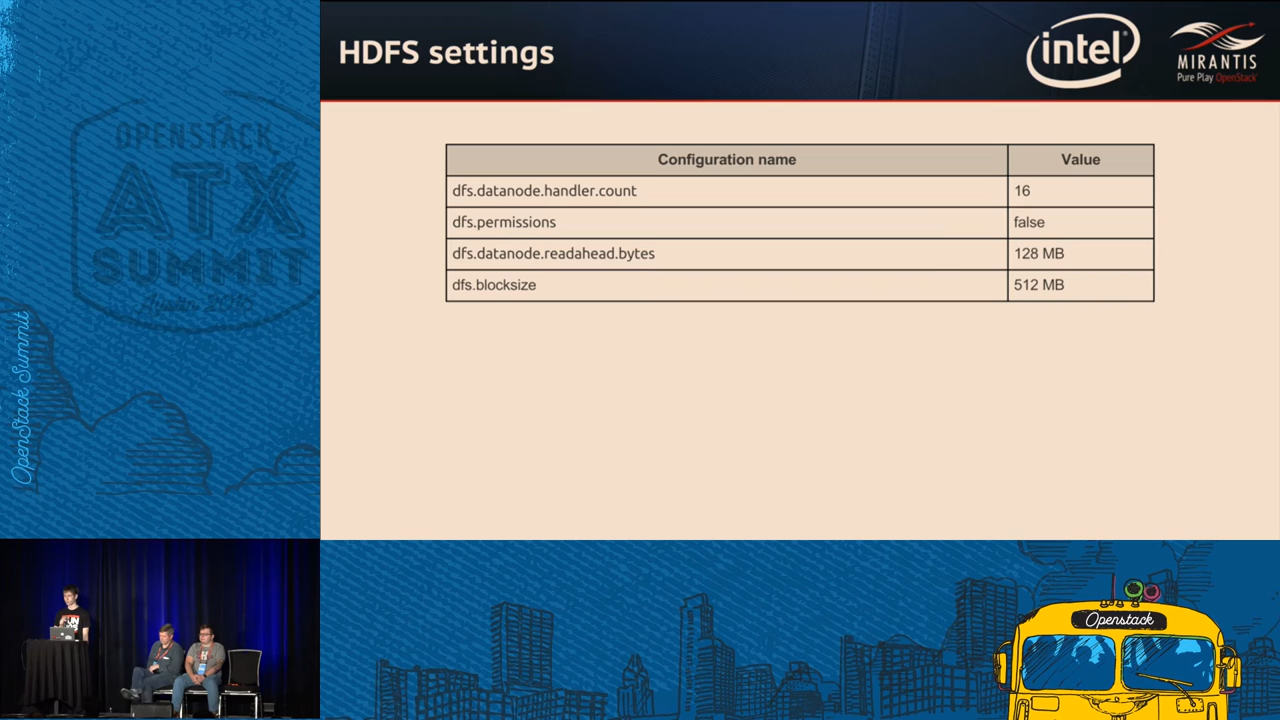 HDFS settings
intel
MIRANTIS
Pure Play OpenStack
Configuration name Value
dfs.datanode.handler.count 16
dfs.permissions false
dfs.datanode.readahead.bytes 128 MB
dfs.blocksize 512 MB
OPENSTACK
ATX
SUMMIT
Austin 2016
OpenStack Summit
Openstack